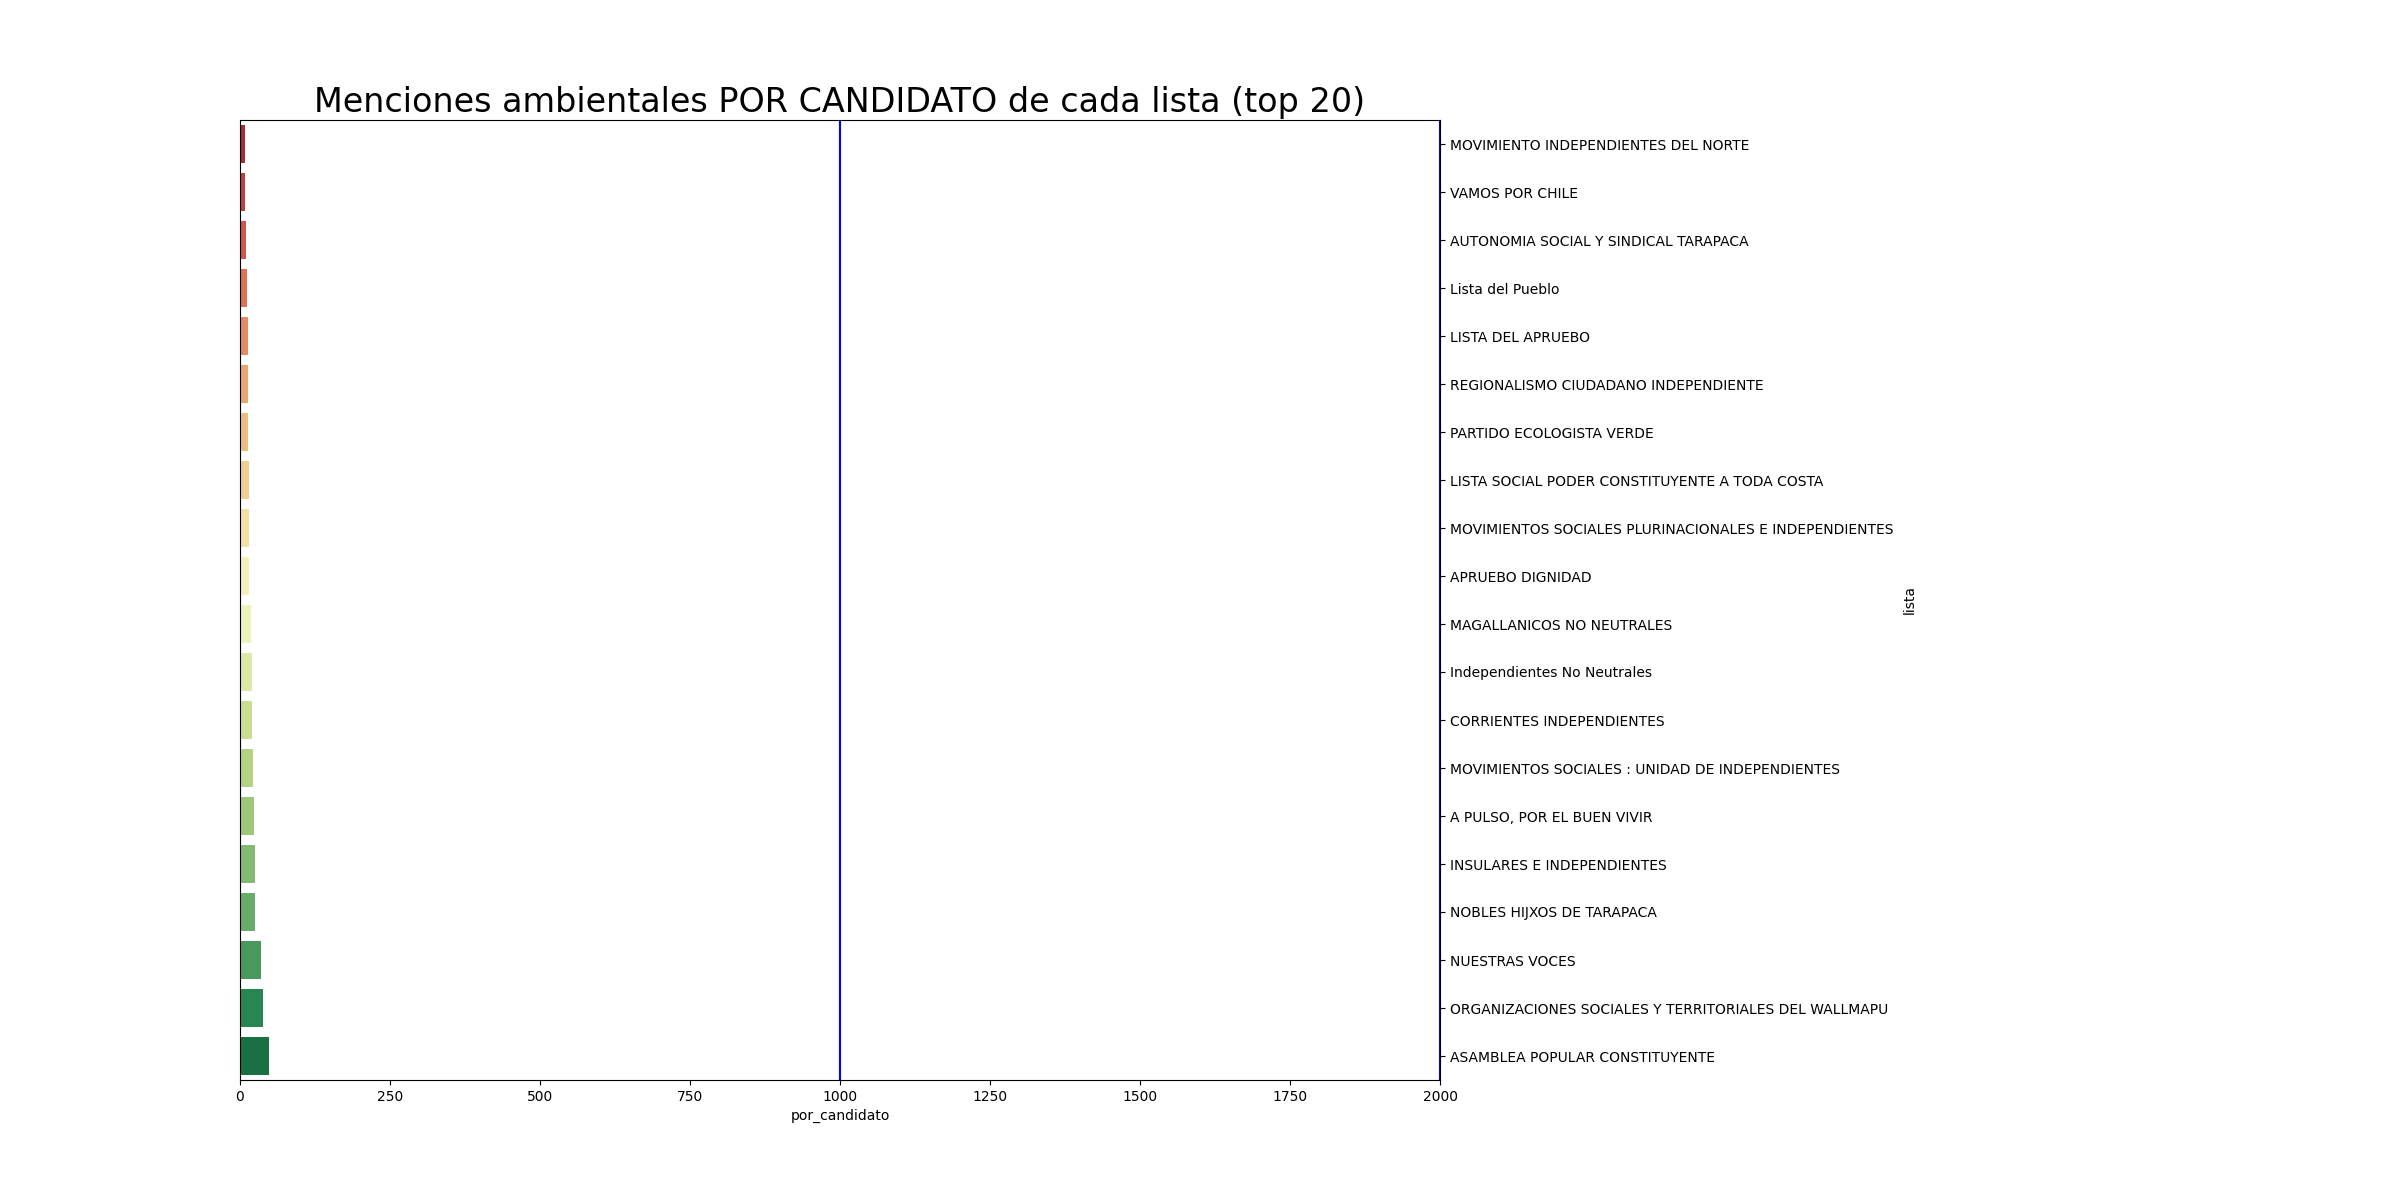 Menciones ambientales POR CANDIDATO de cada lista (top 20)
MOVIMIENTO INDEPENDIENTES DEL NORTE
VAMOS POR CHILE
AUTONOMIA SOCIAL Y SINDICAL TARAPACA
Lista del Pueblo
LISTA DEL APRUEBO
REGIONALISMO CIUDADANO INDEPENDIENTE
PARTIDO ECOLOGISTA VERDE
LISTA SOCIAL PODER CONSTITUYENTE A TODA COSTA
MOVIMIENTOS SOCIALES PLURINACIONALES E INDEPENDIENTES
APRUEBO DIGNIDAD
MAGALLANICOS NO NEUTRALES
Independientes No Neutrales
CORRIENTES INDEPENDIENTES
MOVIMIENTOS SOCIALES : UNIDAD DE INDEPENDIENTES
A PULSO, POR EL BUEN VIVIR
INSULARES E INDEPENDIENTES
NOBLES HIJXOS DE TARAPACA
NUESTRAS VOCES
ORGANIZACIONES SOCIALES Y TERRITORIALES DEL WALLMAPU
ASAMBLEA POPULAR CONSTITUYENTE
lista
0 250 500 750 1000 1250 1500 1750 2000
por_candidato